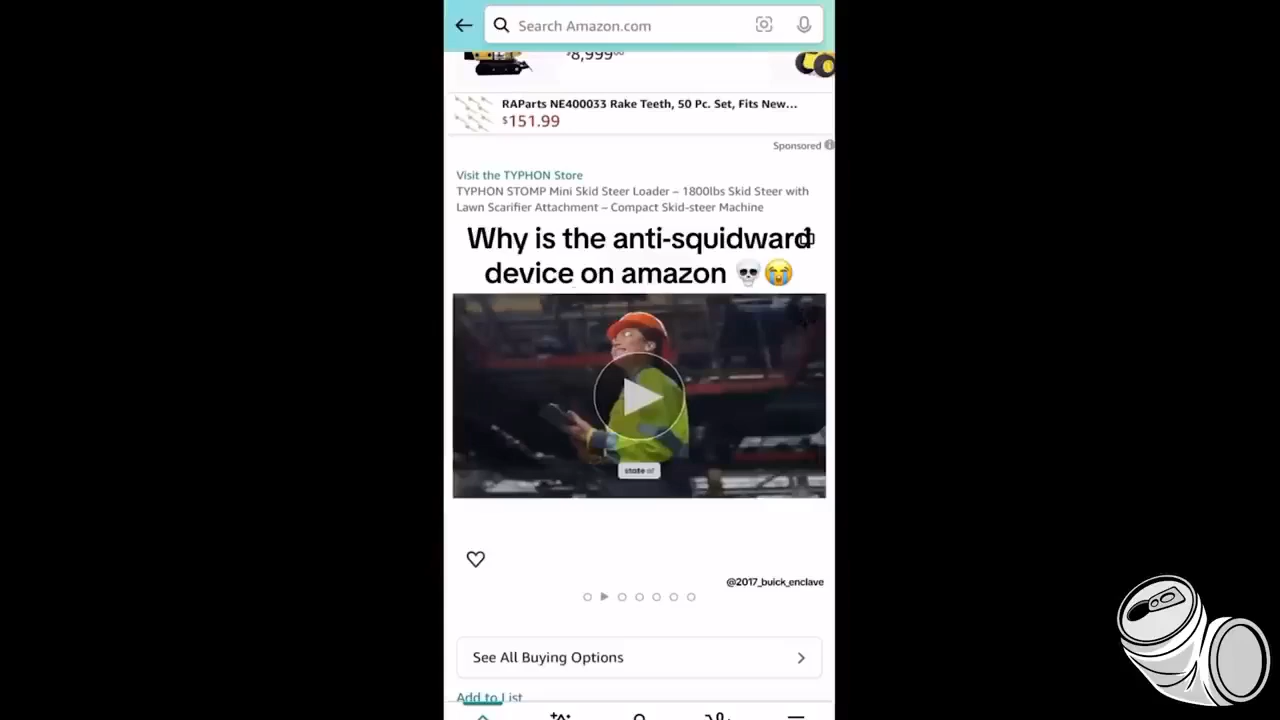 Search Amazon.com
$8,99900
RAParts NE400033 Rake Teeth, 50 Pc. Set, Fits New...
$151.99
Sponsored
Visit the TYPHON Store
TYPHON STOMP Mini Skid Steer Loader – 1800lbs Skid Steer with
Lawn Scarifier Attachment – Compact Skid-steer Machine
Why is the anti-squidward
device on amazon 💀😭
state of
@2017_buick_enclave
See All Buying Options
Add to List